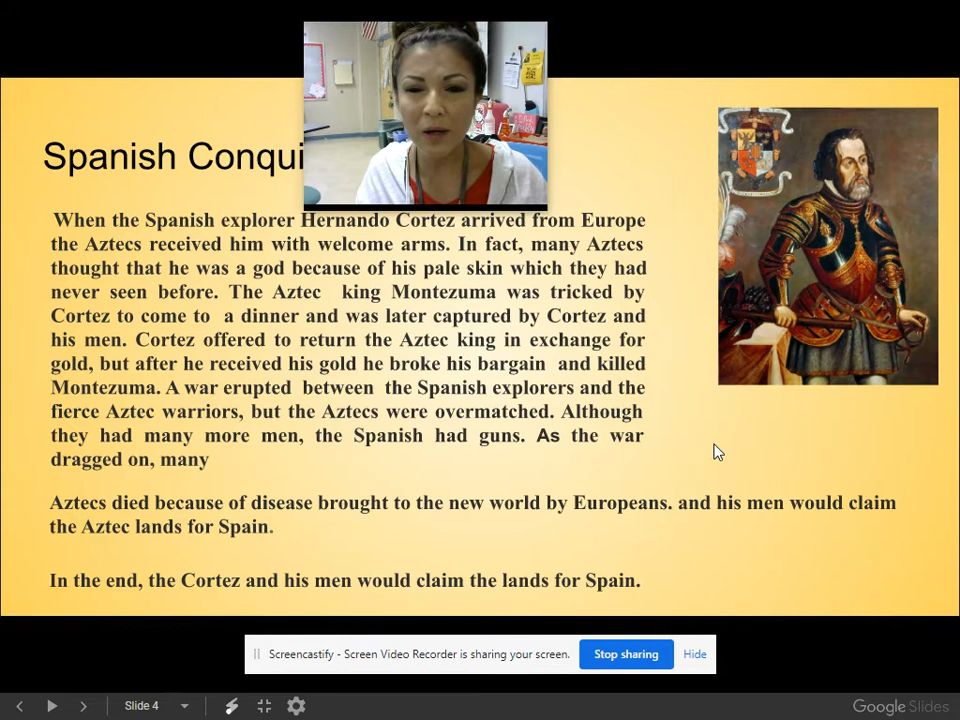 Spanish Conqui
When the Spanish explorer Hernando Cortez arrived from Europe
the Aztecs received him with welcome arms. In fact, many Aztecs
thought that he was a god because of his pale skin which they had
never seen before. The Aztec king Montezuma was tricked by
Cortez to come to a dinner and was later captured by Cortez and
his men. Cortez offered to return the Aztec king in exchange for
gold, but after he received his gold he broke his bargain and killed
Montezuma. A war erupted between the Spanish explorers and the
fierce Aztec warriors, but the Aztecs were overmatched. Although
they had many more men, the Spanish had guns. As the war
dragged on, many
Aztecs died because of disease brought to the new world by Europeans. and his men would claim
the Aztec lands for Spain.
In the end, the Cortez and his men would claim the lands for Spain.
Screencastify - Screen Video Recorder is sharing your screen.
Stop sharing
Hide
Slide 4
Google Slides